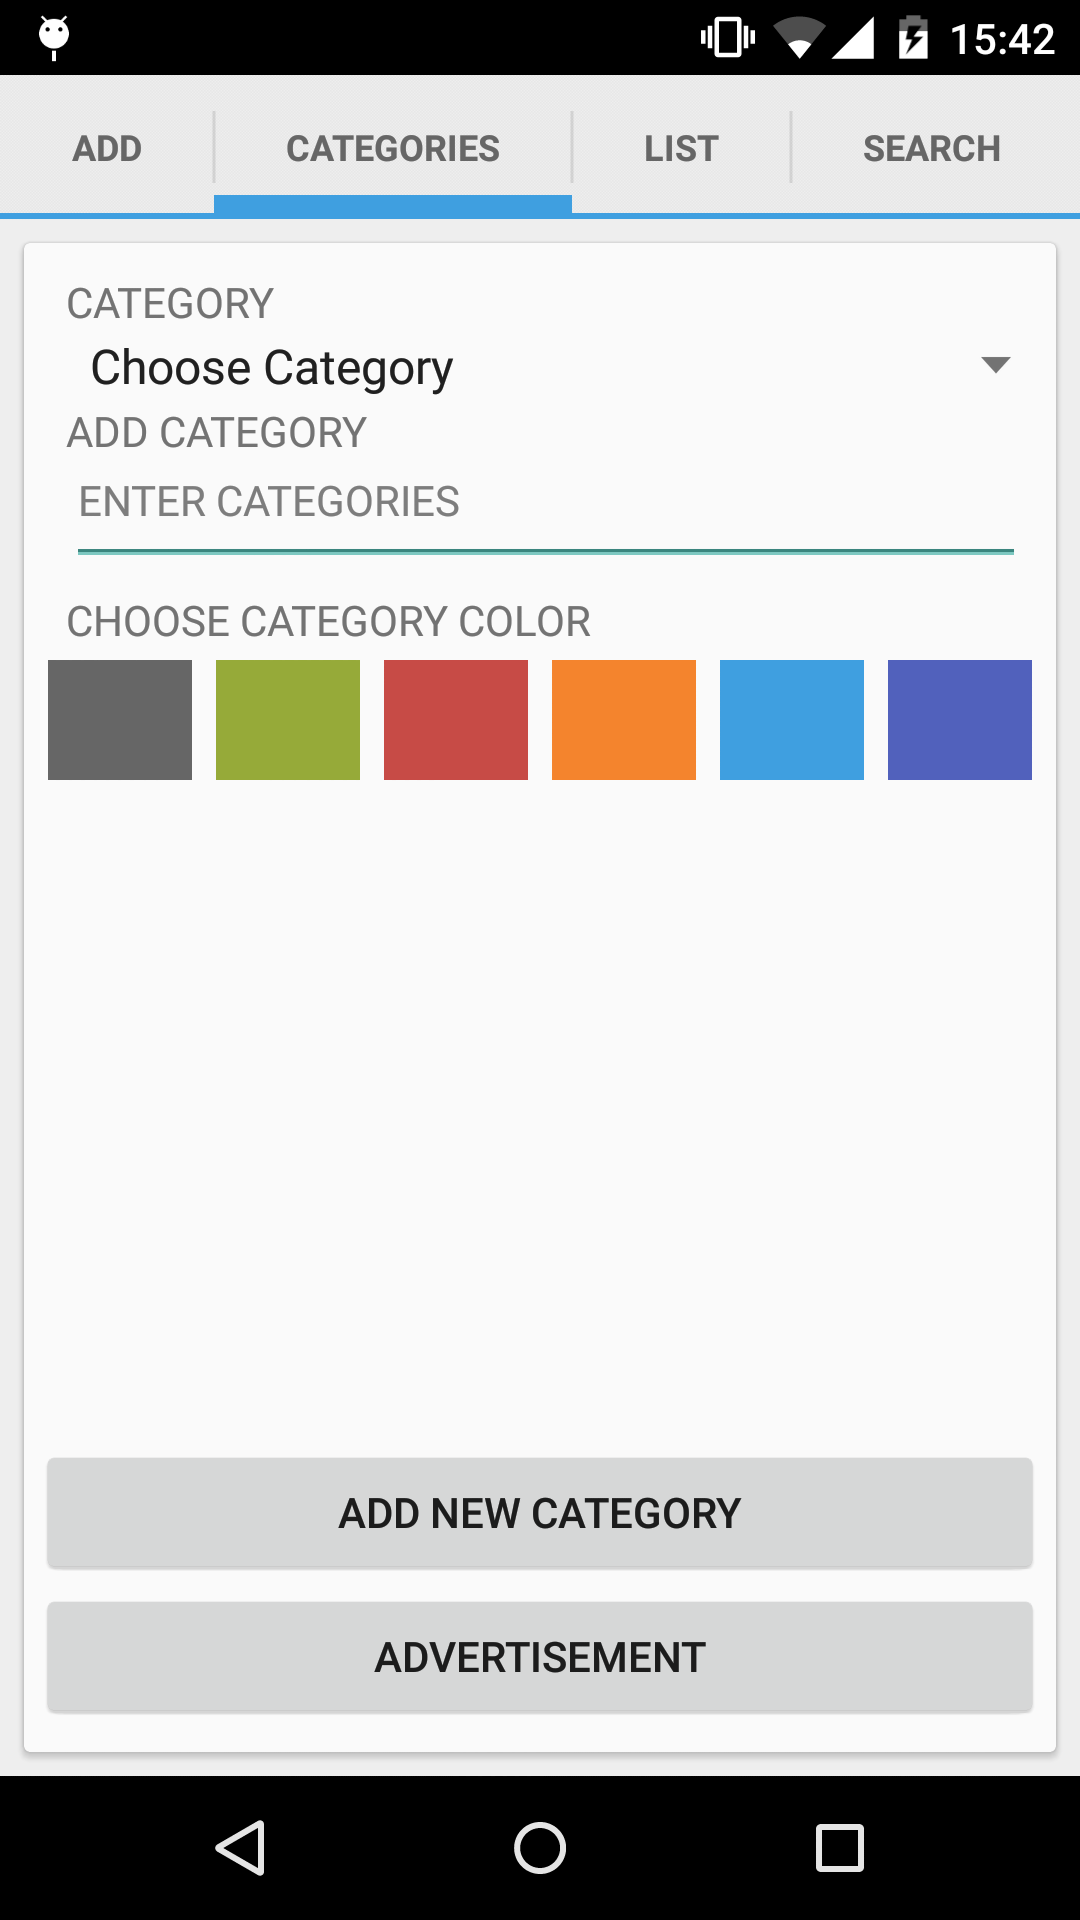 15:42
ADD CATEGORIES LIST SEARCH
CATEGORY
Choose Category
ADD CATEGORY
ENTER CATEGORIES
CHOOSE CATEGORY COLOR
ADD NEW CATEGORY
ADVERTISEMENT